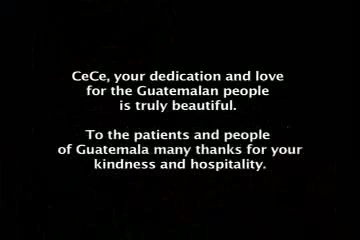 CeCe, your dedication and love
for the Guatemalan people
is truly beautiful.
To the patients and people
of Guatemala many thanks for your
kindness and hospitality.